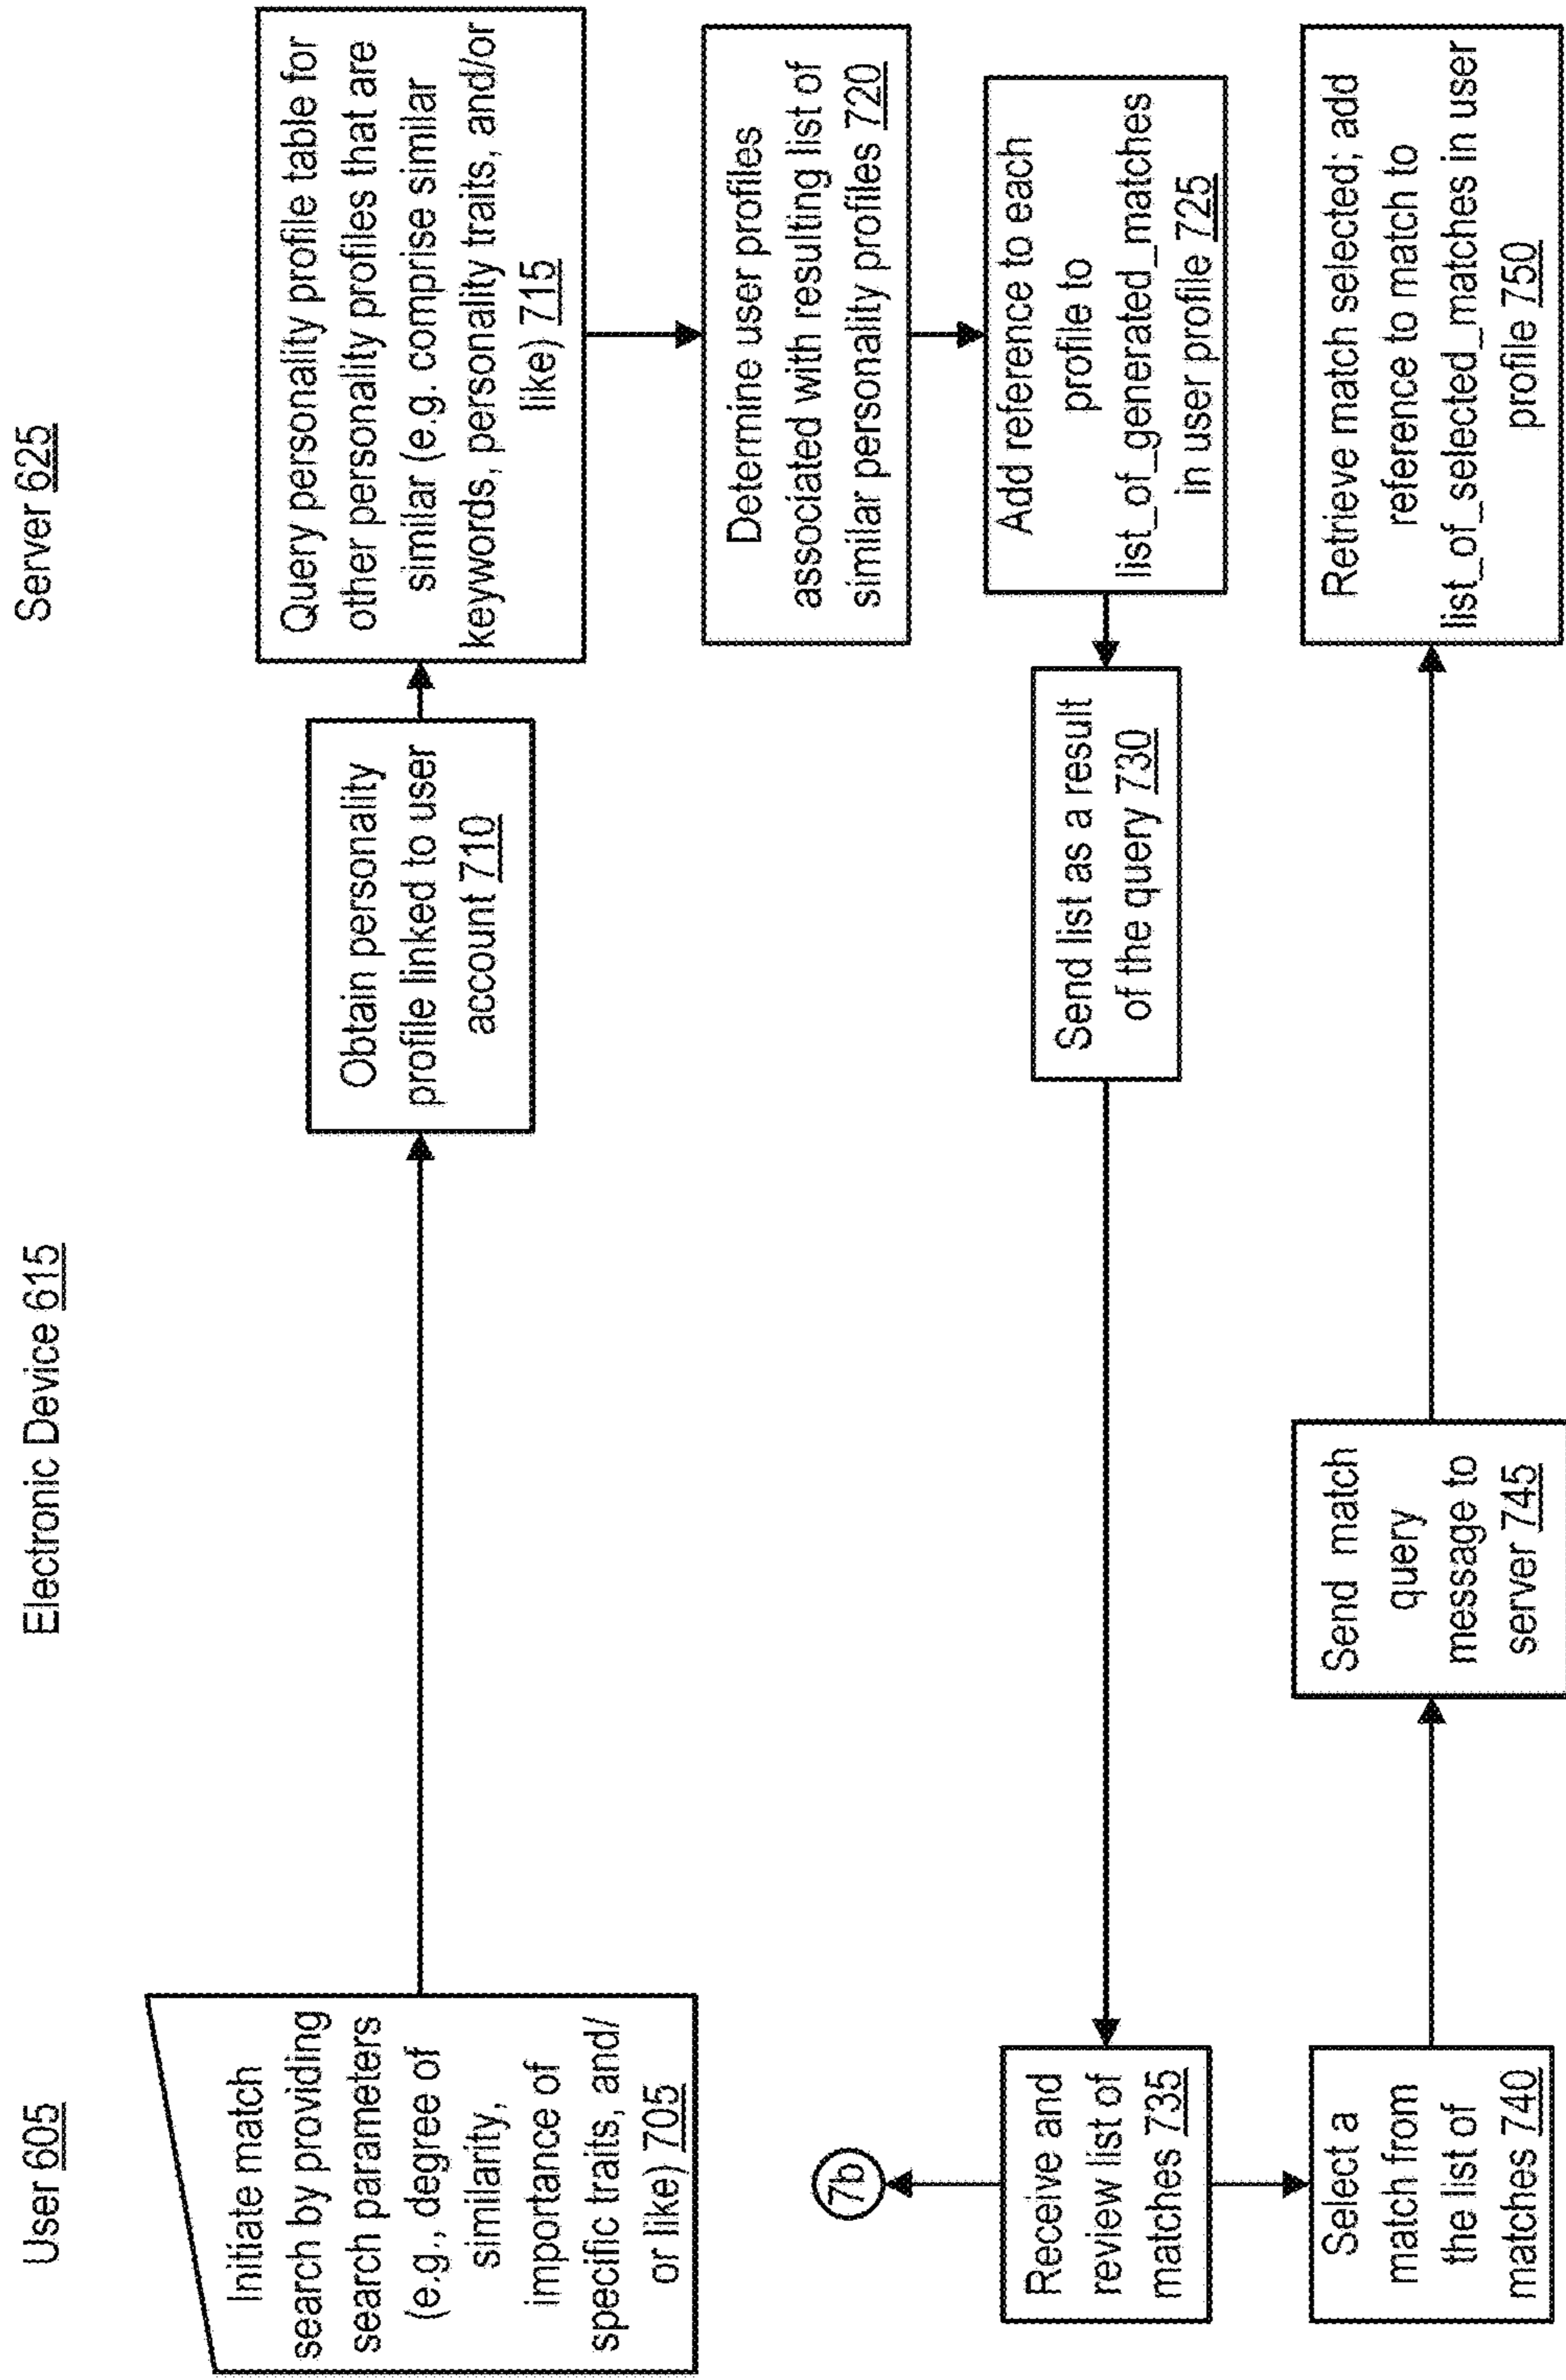 User 605
Electronic Device 615
Server 625
Initiate match
search by providing
search parameters
(e.g., degree of
similarity,
importance of
specific traits, and/
or like) 705
Obtain personality
profile linked to user
account 710
Query personality profile table for
other personality profiles that are
similar (e.g. comprise similar
keywords, personality traits, and/or
like) 715
Determine user profiles
associated with resulting list of
similar personality profiles 720
Add reference to each
profile to
list_of_generated_matches
in user profile 725
Send list as a result
of the query 730
7b
Receive and
review list of
matches 735
Select a
match from
the list of
matches 740
Send match
query
message to
server 745
Retrieve match selected; add
reference to match to
list_of_selected_matches in user
profile 750